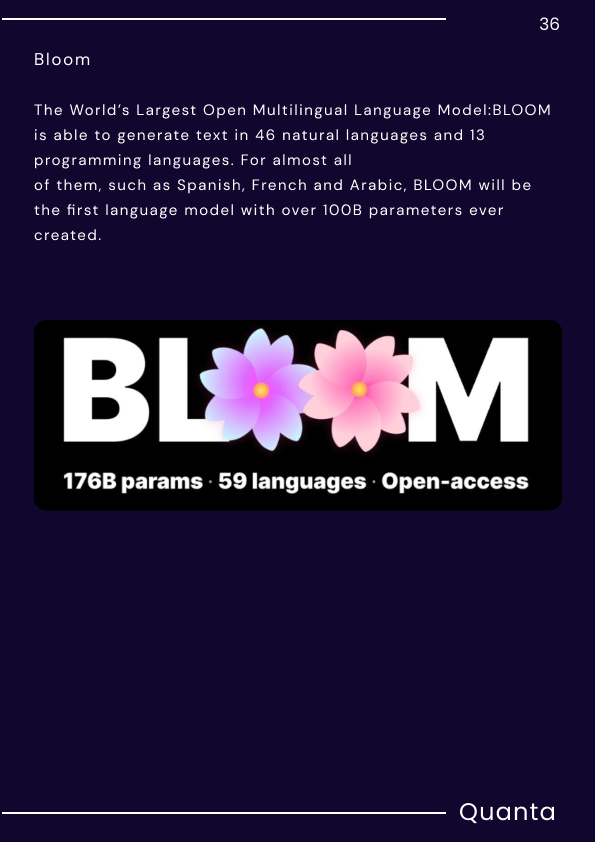 36
Bloom
The World’s Largest Open Multilingual Language Model:BLOOM
is able to generate text in 46 natural languages and 13
programming languages. For almost all
of them, such as Spanish, French and Arabic, BLOOM will be
the first language model with over 100B parameters ever
created.
BLOOM
176B params · 59 languages · Open-access
Quanta